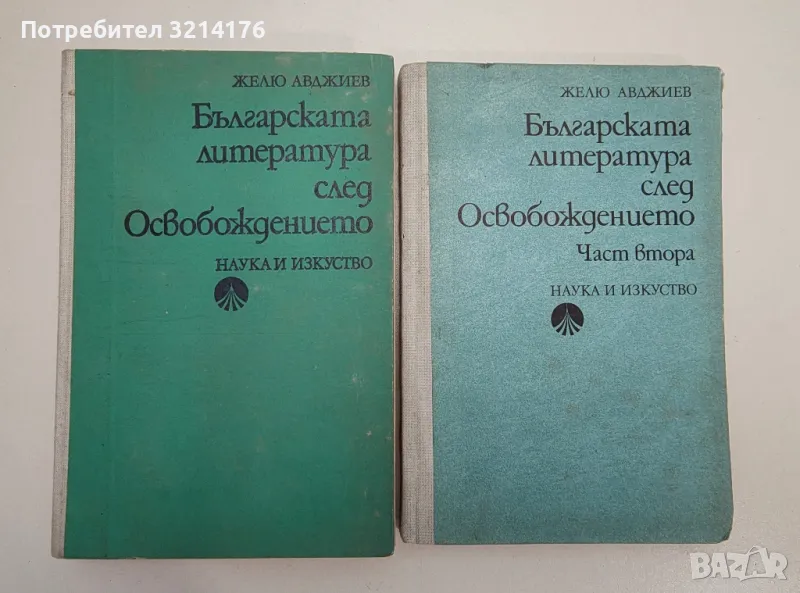 Потребител 3214176
ЖЕЛЮ АВДЖИЕВ
Българската
литература
след
Освобождението
НАУКА И ИЗКУСТВО
ЖЕЛЮ АВДЖИЕВ
Българската
литература
след
Освобождението
Част втора
НАУКА И ИЗКУСТВО
BAZAR